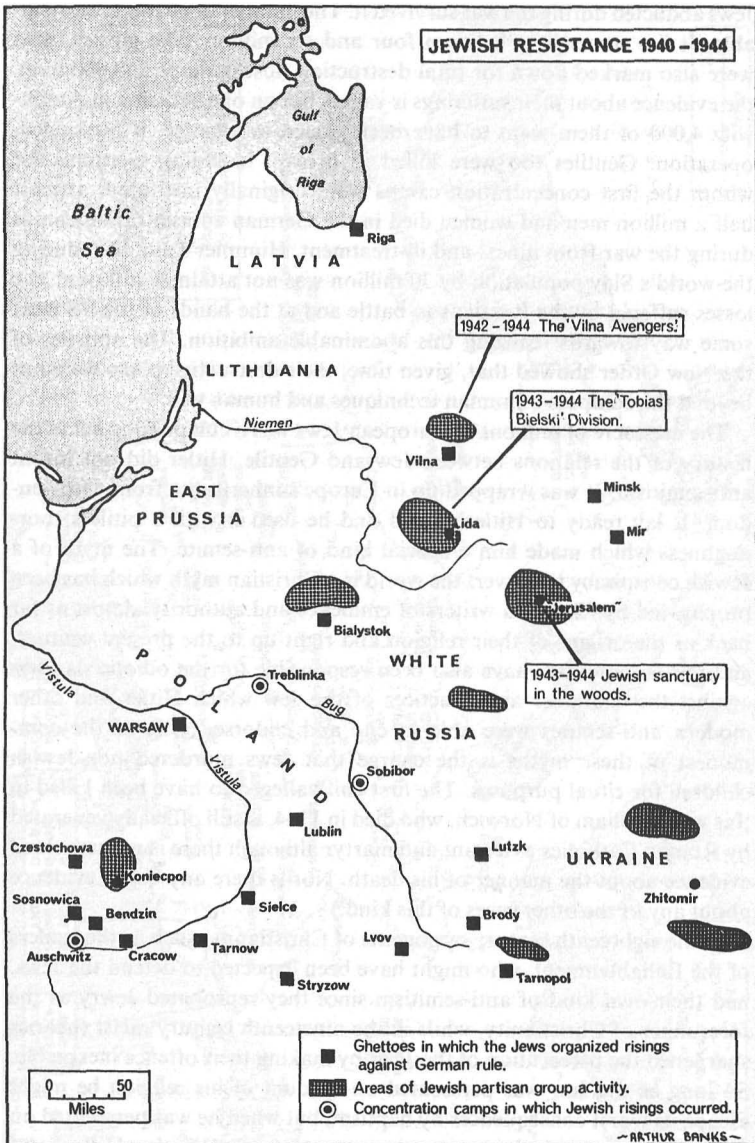 JEWISH RESISTANCE 1940–1944
Gulf
of
Riga
Baltic
Sea
Riga
LATVIA
1942–1944 The 'Vilna Avengers.'
LITHUANIA
1943–1944 The 'Tobias
Bielski' Division.
Niemen
Vilna
Minsk
EAST
PRUSSIA
Lida
Mir
"Jerusalem"
Bialystok
WHITE
RUSSIA
1943–1944 Jewish sanctuary
in the woods.
POLAND
Vistula
Treblinka
Bug
WARSAW
Vistula
Sobibor
Lublin
Lutzk
UKRAINE
Czestochowa
Koniecpol
Zhitomir
Sosnowica
Bendzin
Sielce
Brody
Auschwitz
Cracow
Tarnow
Lvov
Stryzow
Tarnopol
Ghettoes in which the Jews organized risings
against German rule.
Areas of Jewish partisan group activity.
Concentration camps in which Jewish risings occurred.
0 50
Miles
~ARTHUR BANKS~